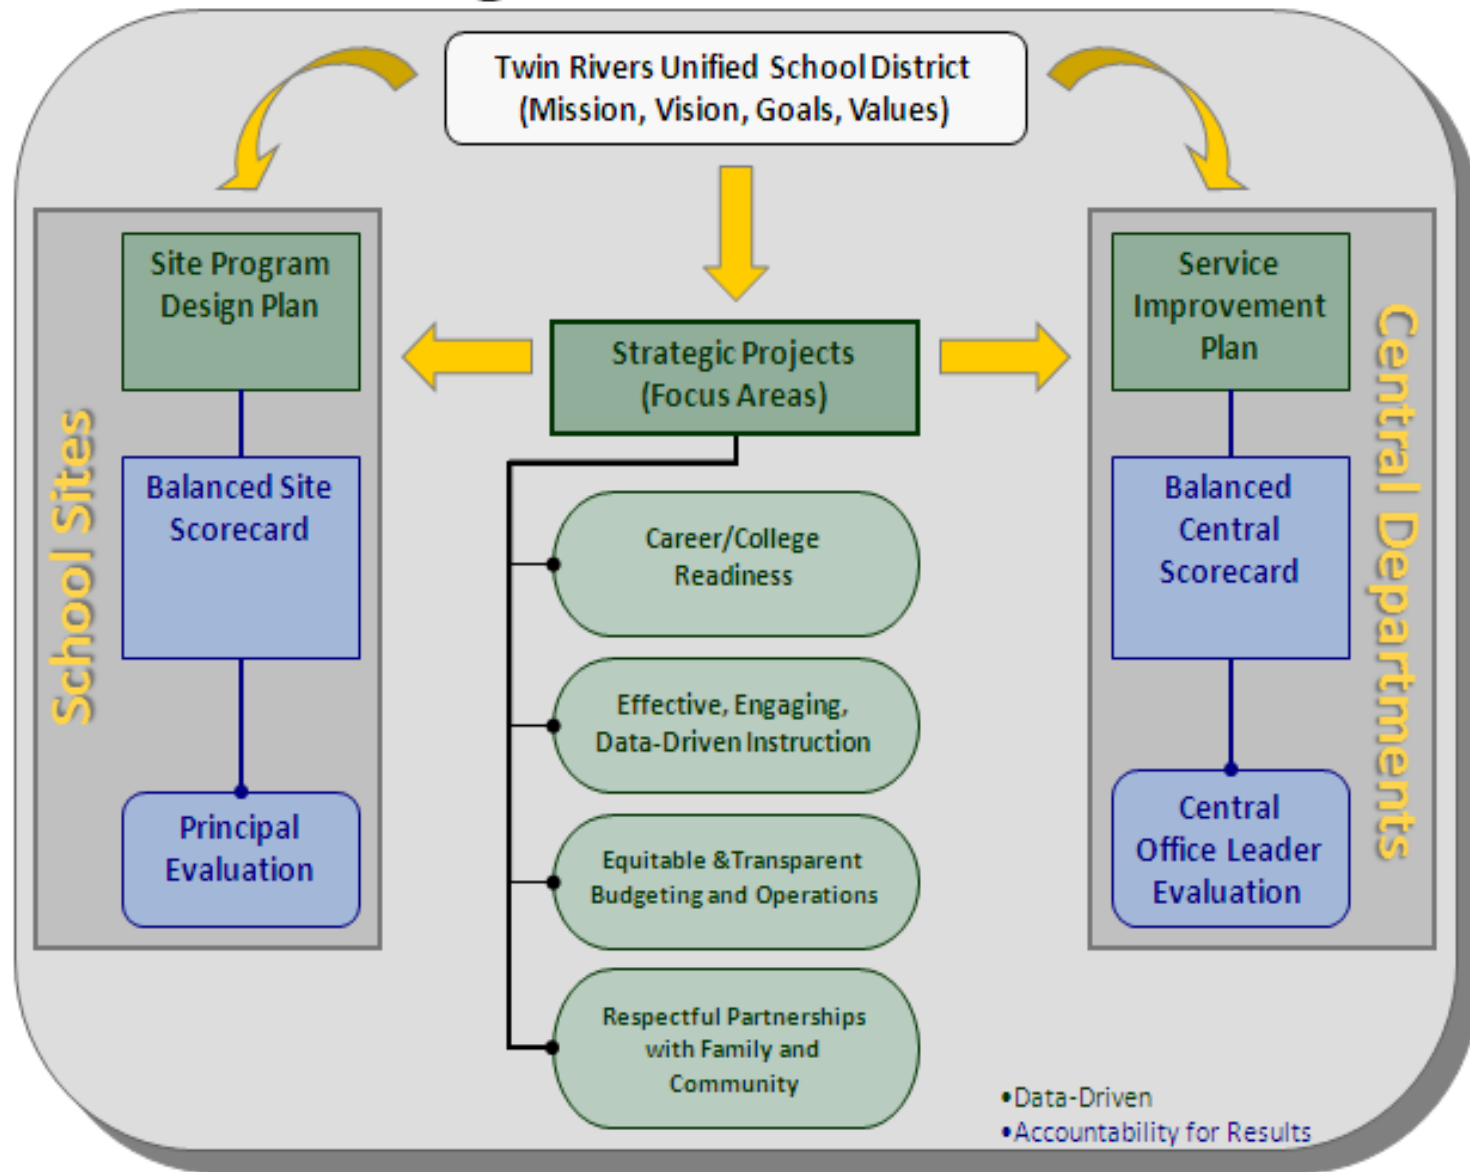 Twin Rivers Unified School District
(Mission, Vision, Goals, Values)
School Sites
Site Program
Design Plan
Balanced Site
Scorecard
Principal
Evaluation
Strategic Projects
(Focus Areas)
Career/College
Readiness
Effective, Engaging,
Data-Driven Instruction
Equitable &Transparent
Budgeting and Operations
Respectful Partnerships
with Family and
Community
Service
Improvement
Plan
Balanced
Central
Scorecard
Central
Office Leader
Evaluation
Central Departments
•Data-Driven
•Accountability for Results